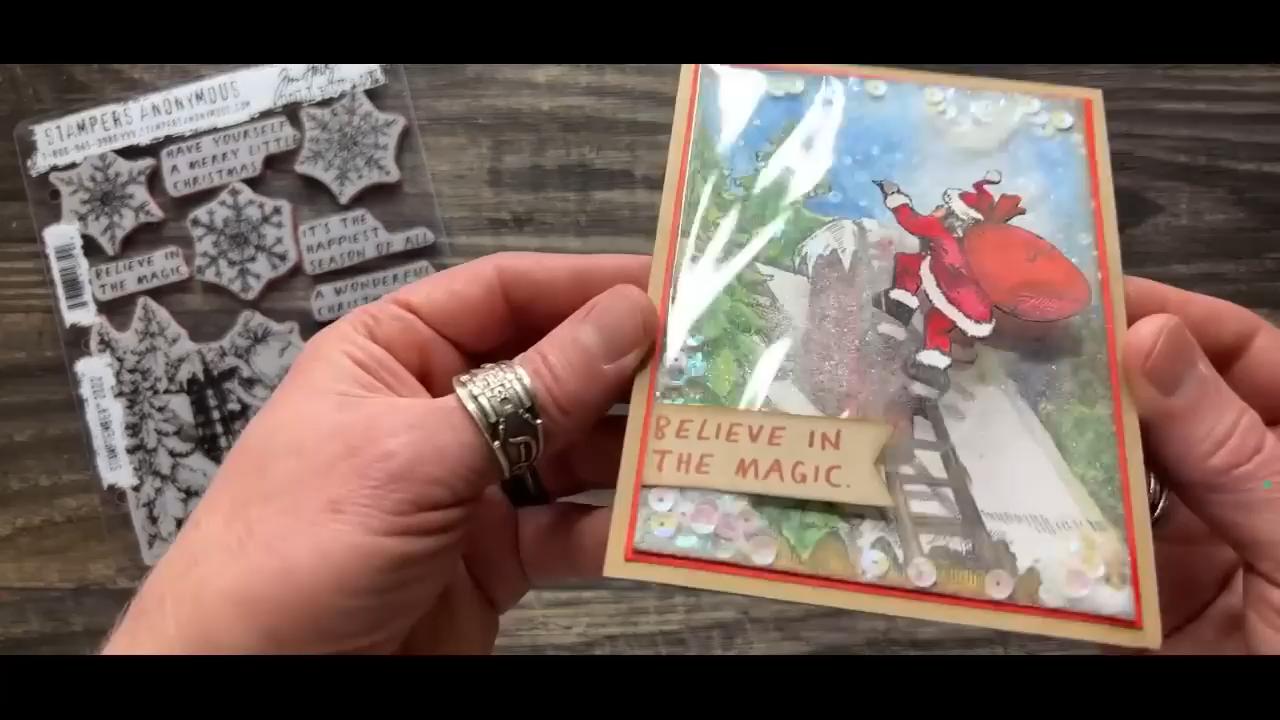 STAMPERS ANONYMOUS
HAVE YOURSELF
A MERRY LITTLE
CHRISTMAS
IT'S THE
HAPPIEST
SEASON OF ALL
BELIEVE IN
THE MAGIC
A WONDERFUL
BELIEVE IN
THE MAGIC.